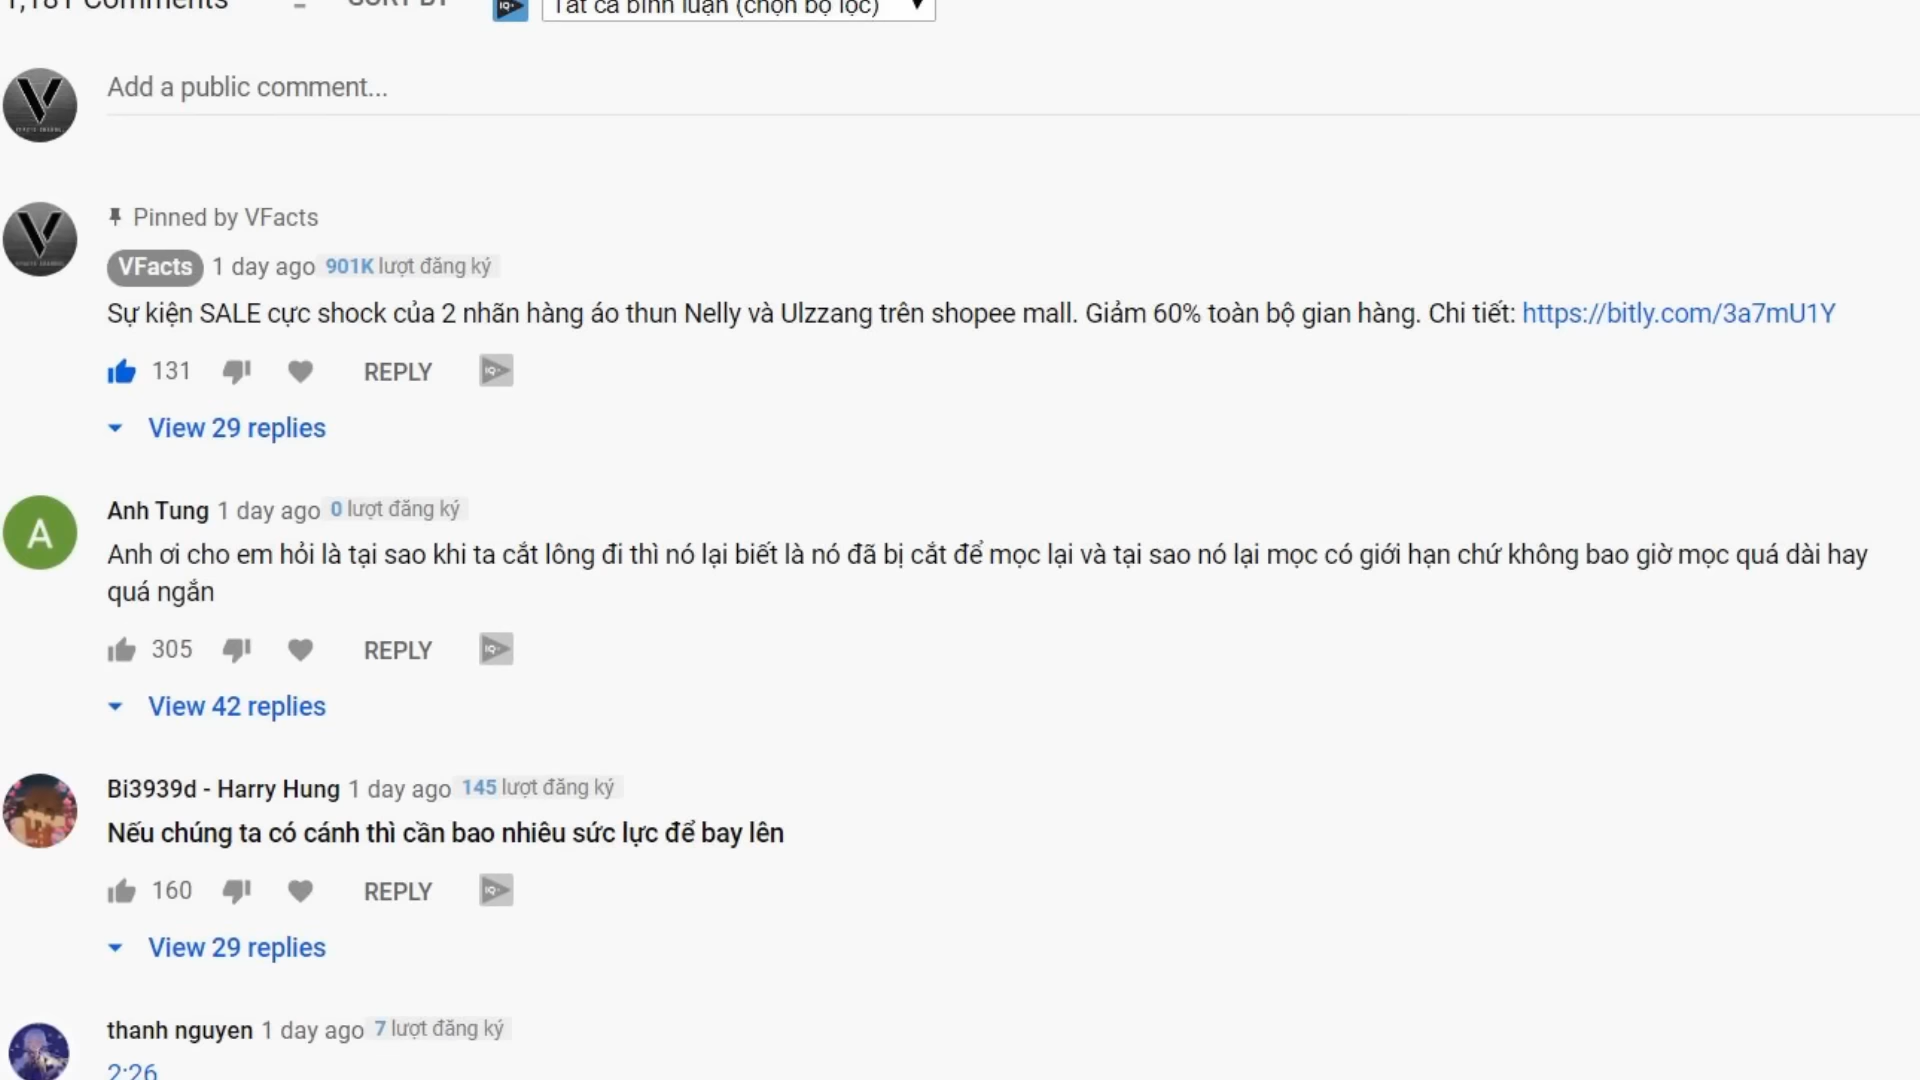 1,181 Comments SORT BY Tất cả bình luận (chọn bộ lọc)
Add a public comment...
Pinned by VFacts
VFacts 1 day ago 901K lượt đăng ký
Sự kiện SALE cực shock của 2 nhãn hàng áo thun Nelly và Ulzzang trên shopee mall. Giảm 60% toàn bộ gian hàng. Chi tiết: https://bitly.com/3a7mU1Y
131 REPLY
View 29 replies
A
Anh Tung 1 day ago 0 lượt đăng ký
Anh ơi cho em hỏi là tại sao khi ta cắt lông đi thì nó lại biết là nó đã bị cắt để mọc lại và tại sao nó lại mọc có giới hạn chứ không bao giờ mọc quá dài hay
quá ngắn
305 REPLY
View 42 replies
Bi3939d - Harry Hung 1 day ago 145 lượt đăng ký
Nếu chúng ta có cánh thì cần bao nhiêu sức lực để bay lên
160 REPLY
View 29 replies
thanh nguyen 1 day ago 7 lượt đăng ký
2:26